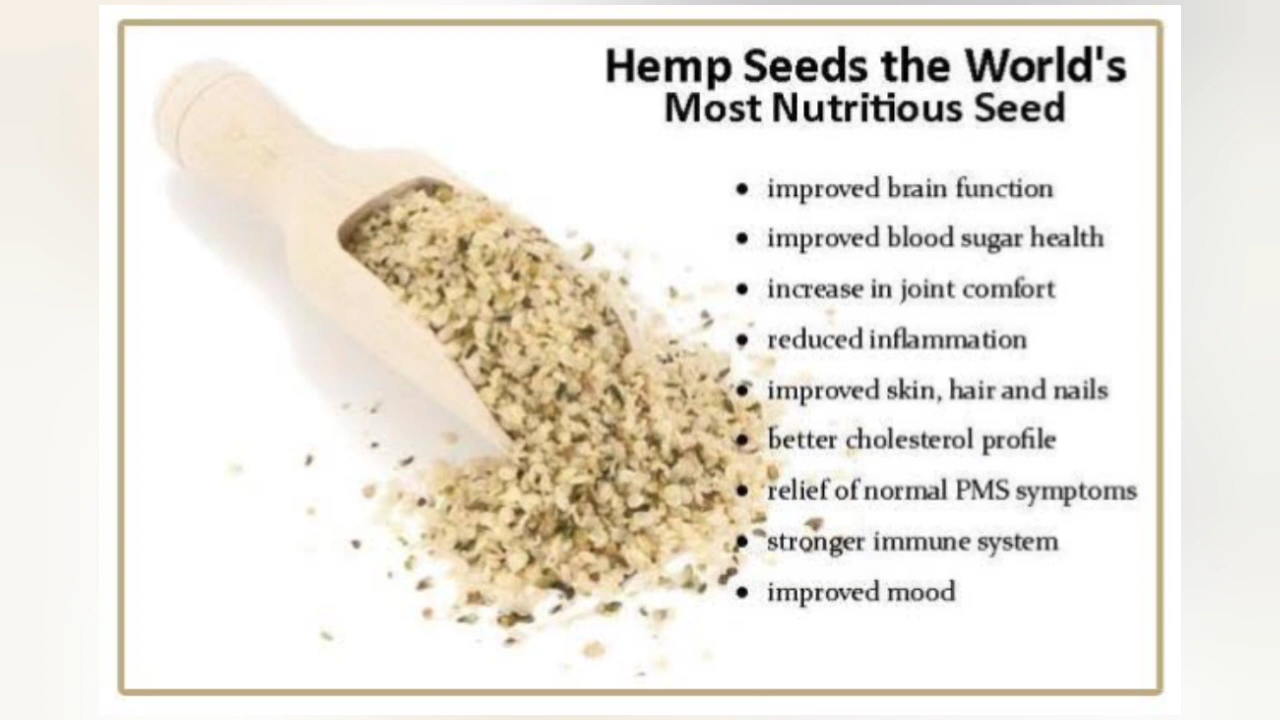 Hemp Seeds the World's
Most Nutritious Seed
• improved brain function
• improved blood sugar health
• increase in joint comfort
• reduced inflammation
• improved skin, hair and nails
• better cholesterol profile
• relief of normal PMS symptoms
• stronger immune system
• improved mood